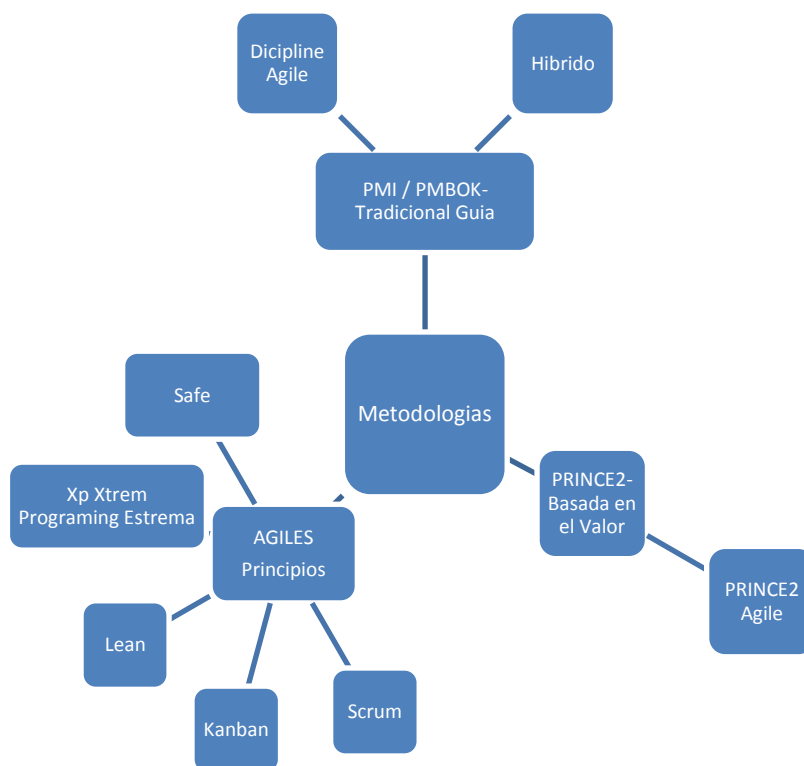 Dicipline
Agile
Hibrido
PMI / PMBOK-
Tradicional Guia
Metodologias
Safe
Xp Xtrem
Programing Estrema
AGILES
Principios
PRINCE2-
Basada en
el Valor
PRINCE2
Agile
Lean
Kanban
Scrum